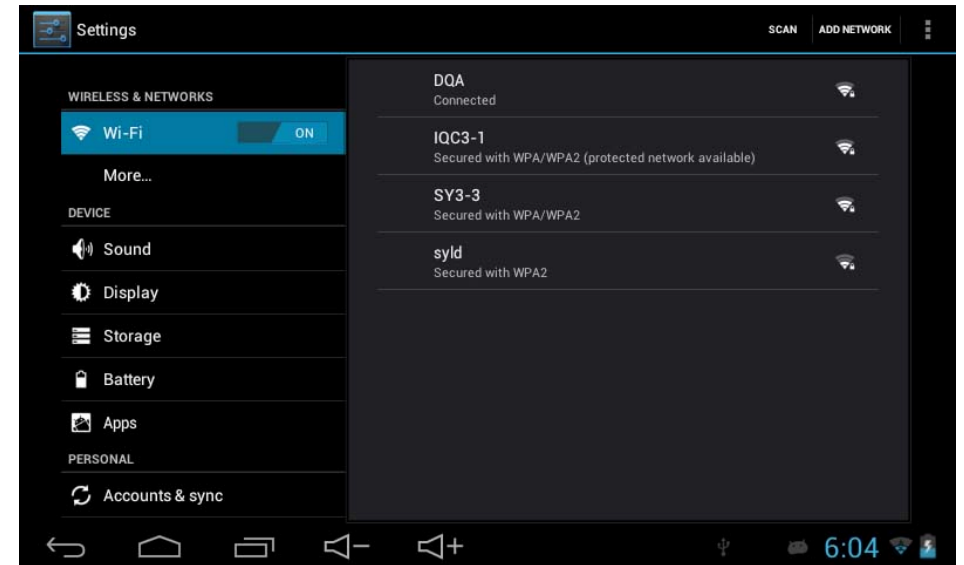 Settings
SCAN
ADD NETWORK
WIRELESS & NETWORKS
Wi-Fi
ON
More...
DEVICE
Sound
Display
Storage
Battery
Apps
PERSONAL
Accounts & sync
DQA
Connected
IQC3-1
Secured with WPA/WPA2 (protected network available)
SY3-3
Secured with WPA/WPA2
syld
Secured with WPA2
6:04